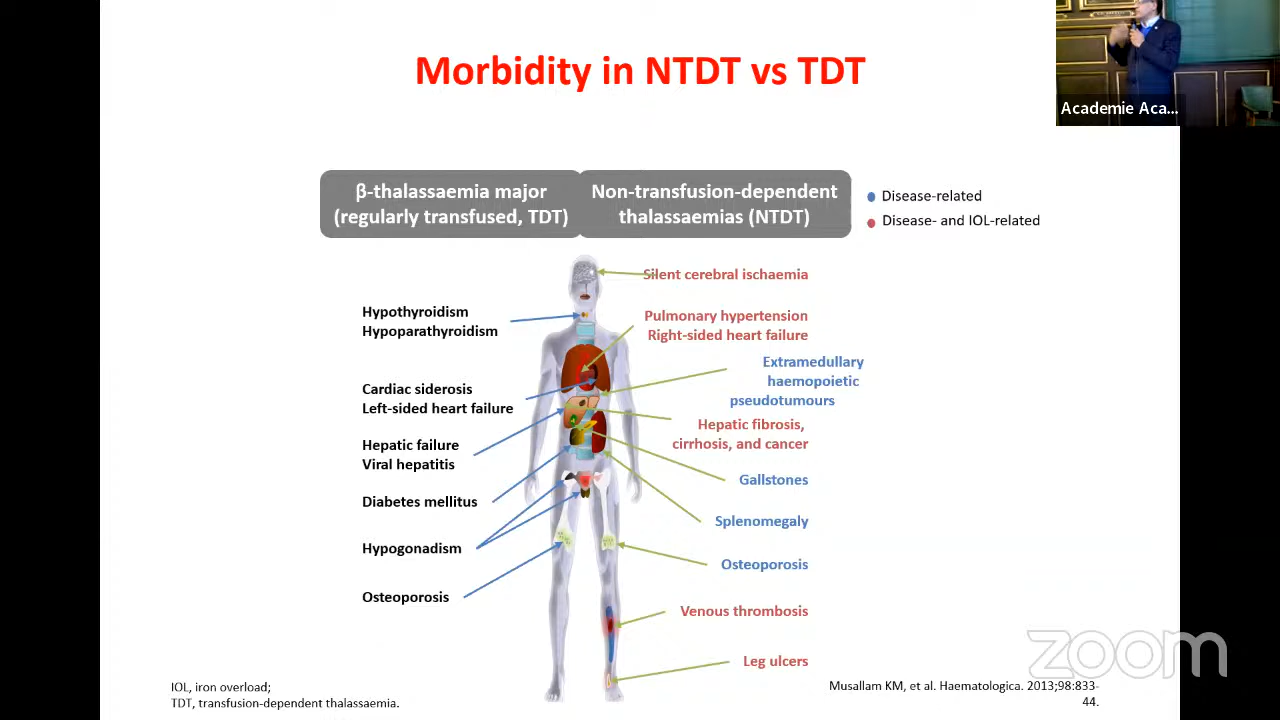 Morbidity in NTDT vs TDT
Academie Aca...
β-thalassaemia major
(regularly transfused, TDT)
Non-transfusion-dependent
thalassaemias (NTDT)
Disease-related
Disease- and IOL-related
Hypothyroidism
Hypoparathyroidism
Cardiac siderosis
Left-sided heart failure
Hepatic failure
Viral hepatitis
Diabetes mellitus
Hypogonadism
Osteoporosis
Silent cerebral ischaemia
Pulmonary hypertension
Right-sided heart failure
Extramedullary
haemopoietic
pseudotumours
Hepatic fibrosis,
cirrhosis, and cancer
Gallstones
Splenomegaly
Osteoporosis
Venous thrombosis
Leg ulcers
zoom
IOL, iron overload;
TDT, transfusion-dependent thalassaemia.
Musallam KM, et al. Haematologica. 2013;98:833-
44.